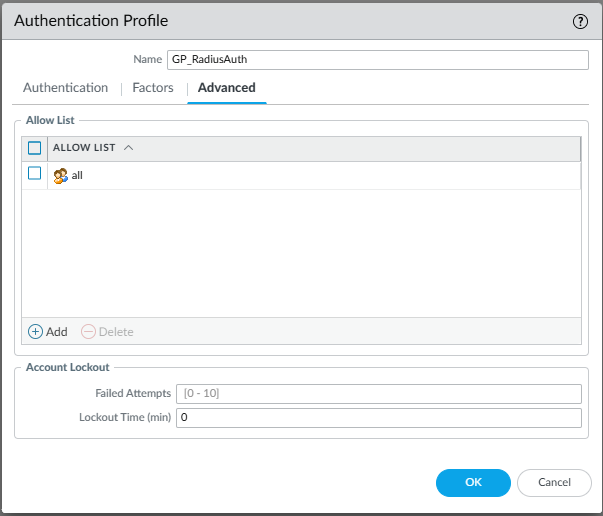 Authentication Profile
Name GP_RadiusAuth
Authentication Factors Advanced
Allow List
ALLOW LIST
all
Add Delete
Account Lockout
Failed Attempts [0 - 10]
Lockout Time (min) 0
OK Cancel